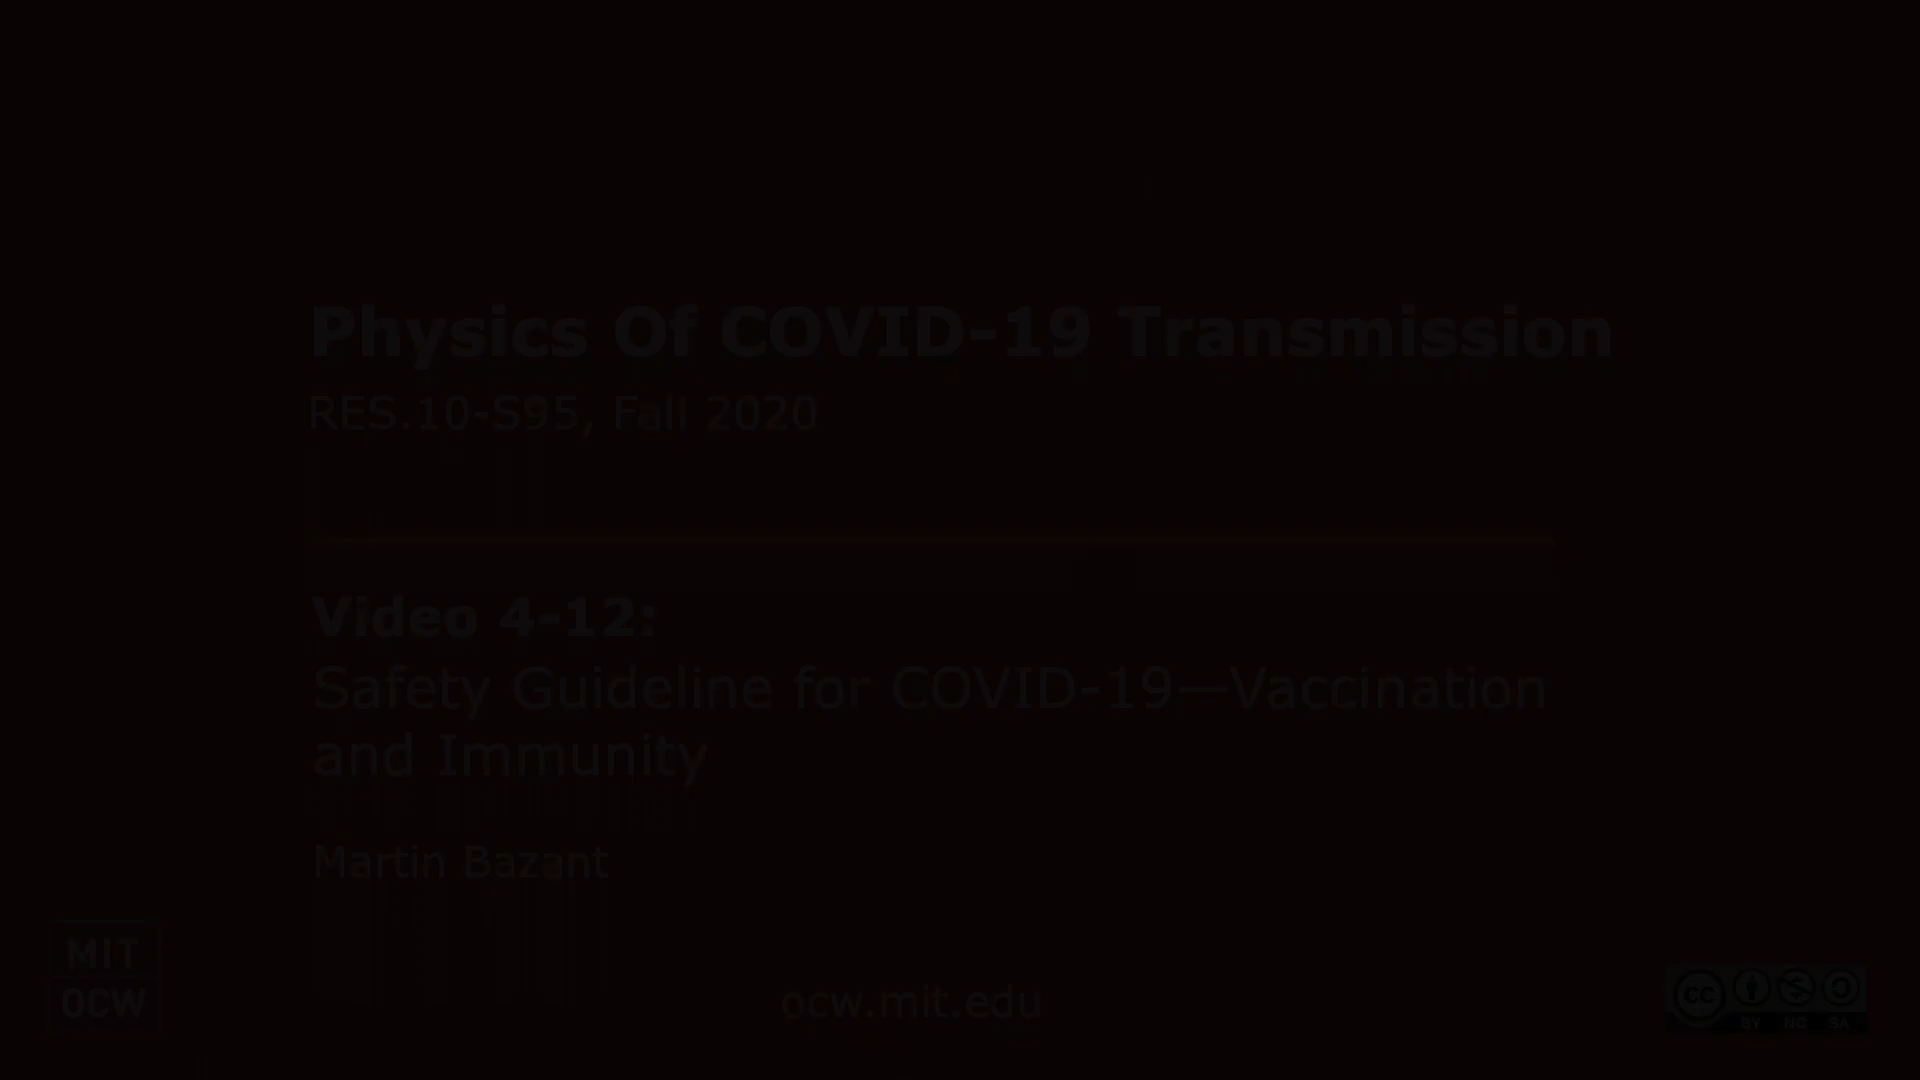 Physics Of COVID-19 Transmission
RES.10-S95, Fall 2020
Video 4-12:
Safety Guideline for COVID-19—Vaccination
and Immunity
Martin Bazant
MIT
OCW
ocw.mit.edu
CC
BY NC SA